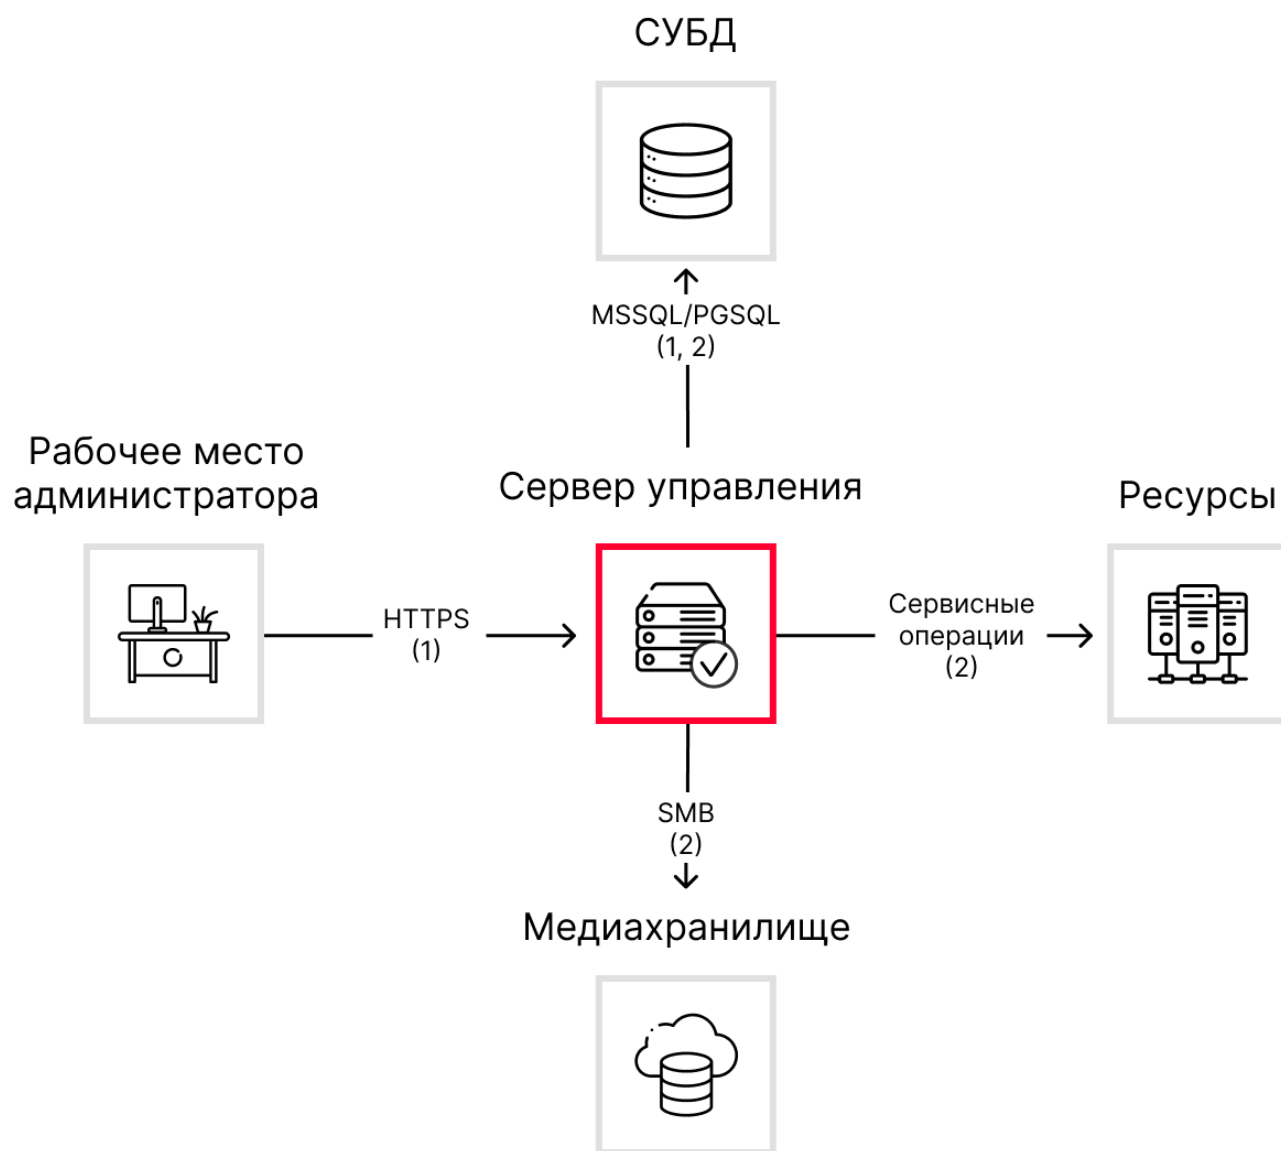 СУБД
MSSQL/PGSQL
(1, 2)
Рабочее место
администратора
Сервер управления
Ресурсы
HTTPS
(1)
Сервисные
операции
(2)
SMB
(2)
Медиахранилище